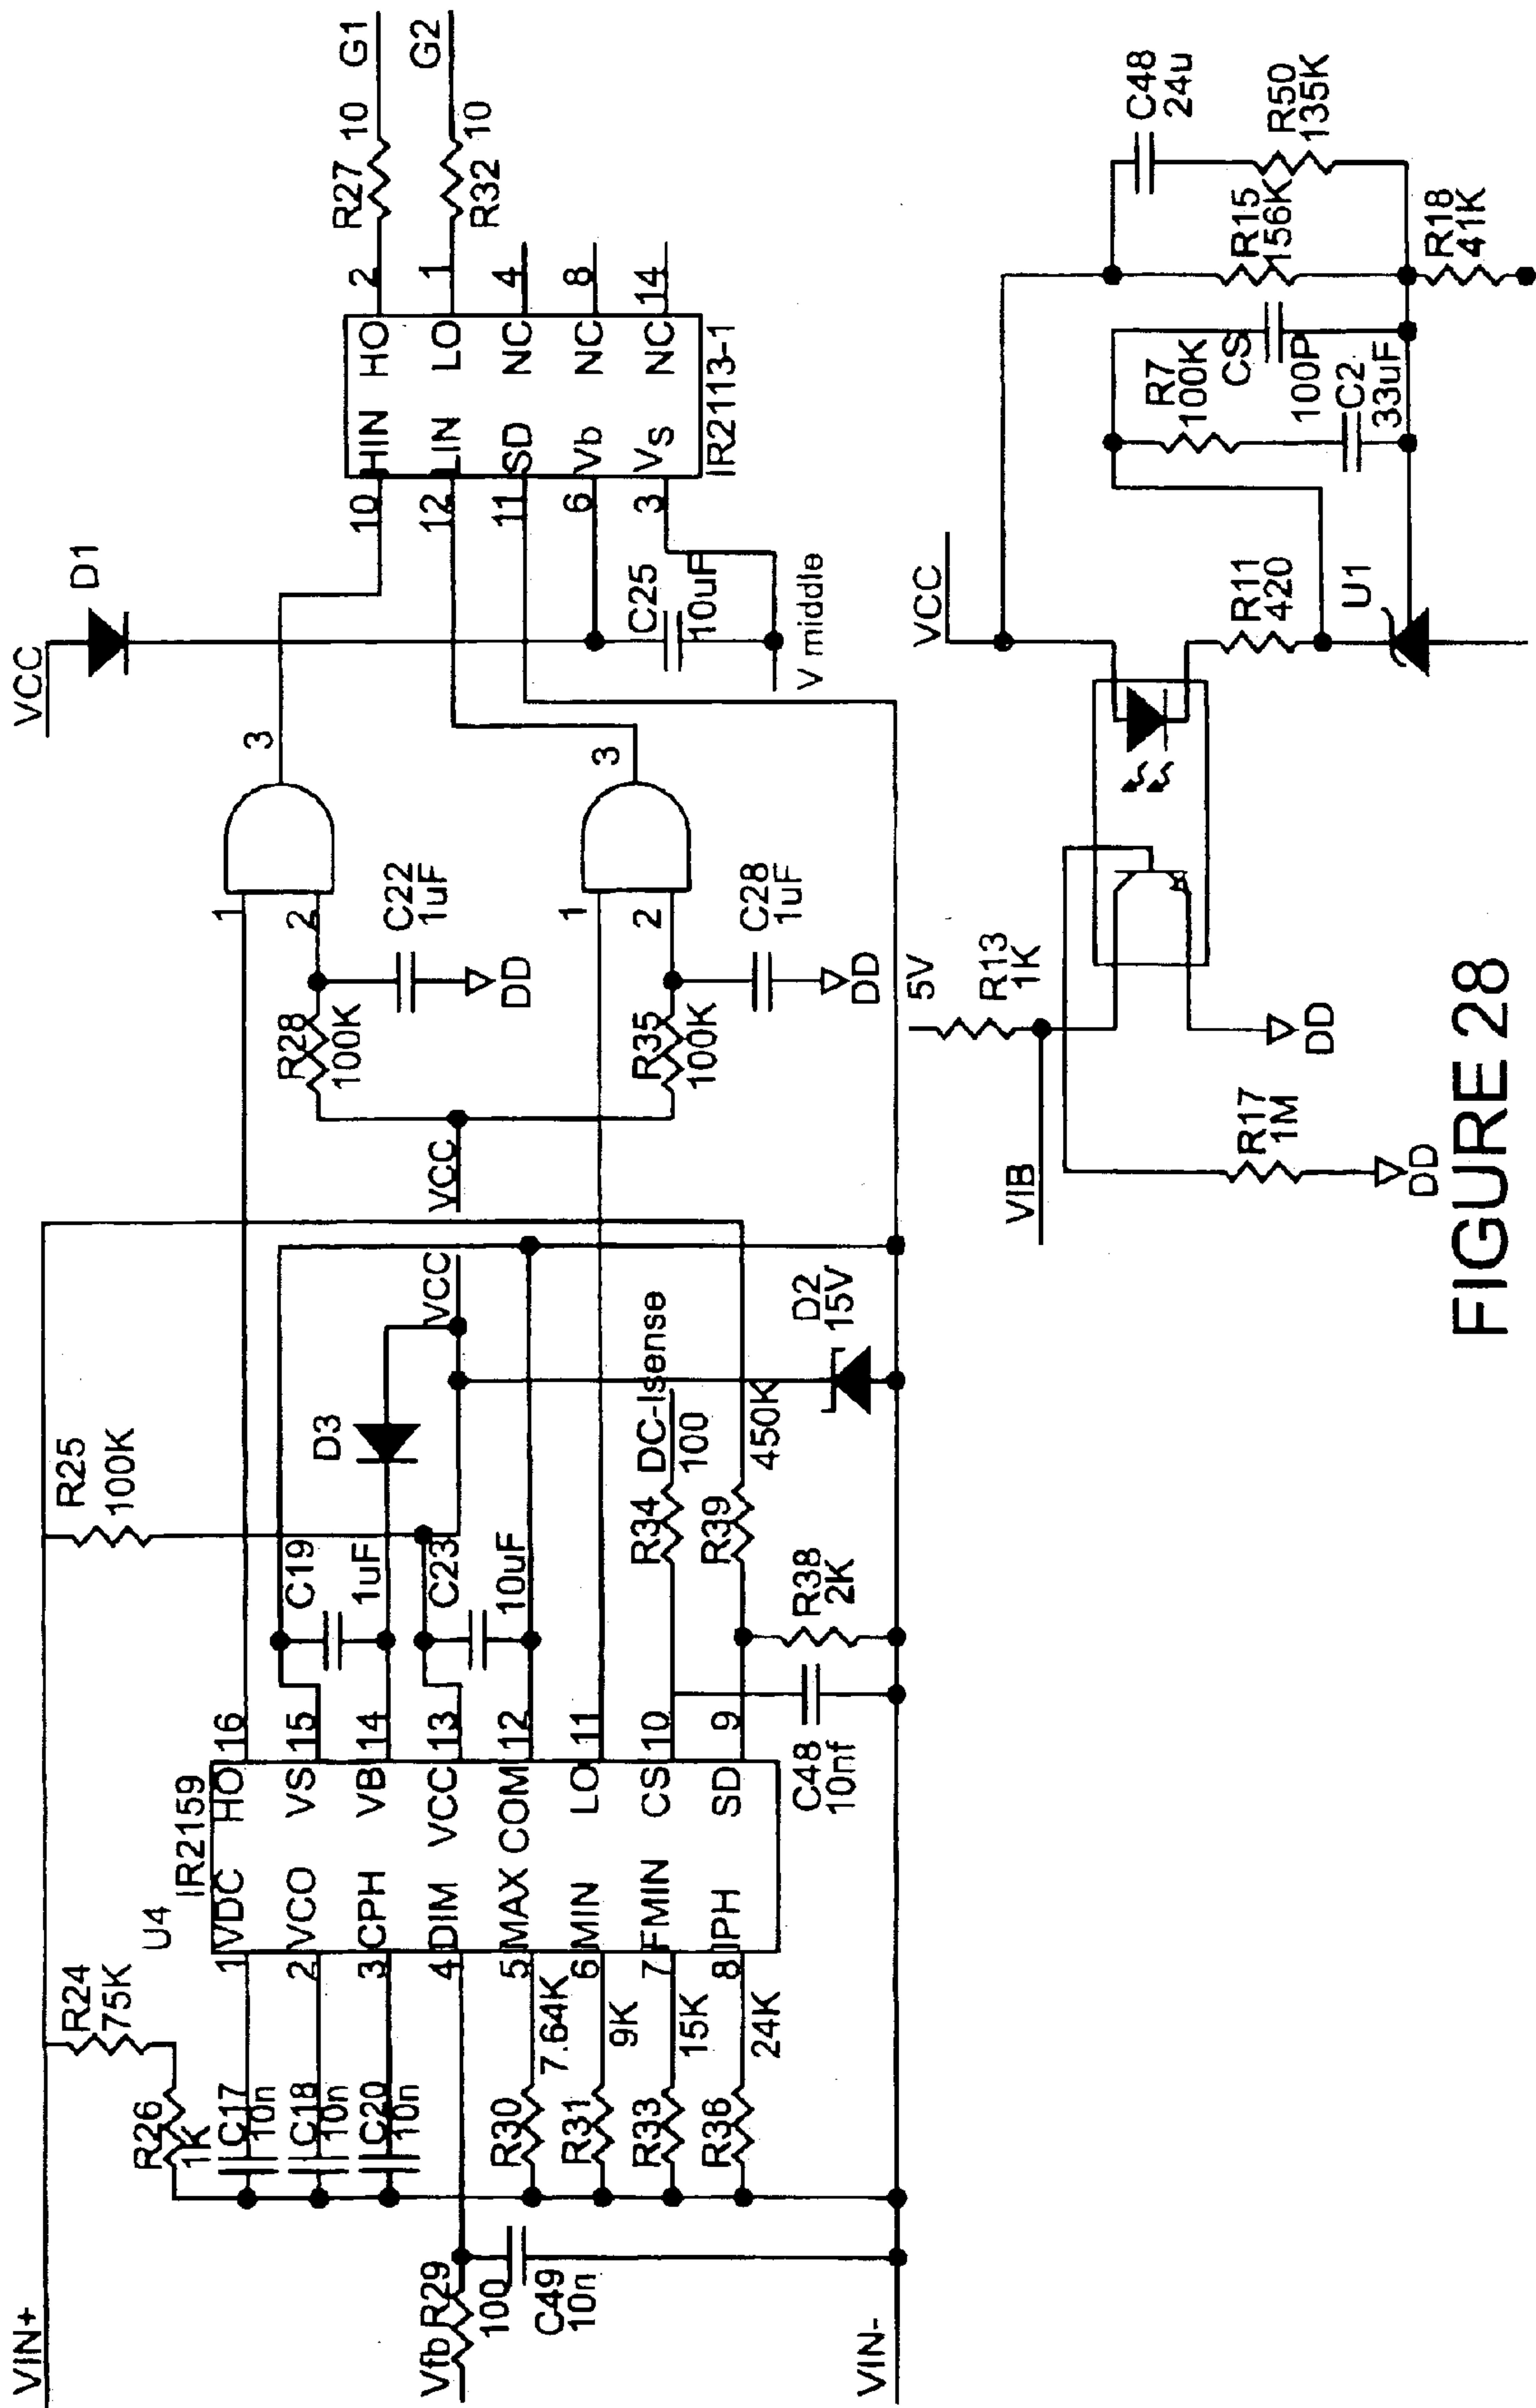 VIN+
R24
75K
R26
1K
C17
10n
C18
10n
C20
10n
Vfb
R29
100
C49
10n
VIN-
R30
7.64K
R31
9K
R33
15K
R36
24K
U4
IR2159
1 VDC HO 16
2 VCO VS 15
3 CPH VB 14
4 DIM VCC 13
5 MAX COM 12
6 MIN LO 11
7 FMIN CS 10
8 IPH SD 9
R25
100K
C19
1uF
D3
C23
10uF
VCC
VCC
R34
DC-Isense
100
R39
450K
R38
2K
C48
10nf
D2
15V
R28
100K
C22
1uF
DD
R35
100K
C28
1uF
DD
1
2
3
1
2
3
VCC
D1
C25
10uF
V middle
10 HIN HO 2
12 LIN LO 1
11 SD NC 4
6 Vb NC 8
3 Vs NC 14
IR2113-1
R27
10
G1
R32
10
G2
VIB
5V
R13
1K
R17
1M
DD
DD
VCC
R11
420
U1
R7
100K
CS
100P
C2
33uF
R15
156K
C48
24u
R50
135K
R18
41K
FIGURE 28